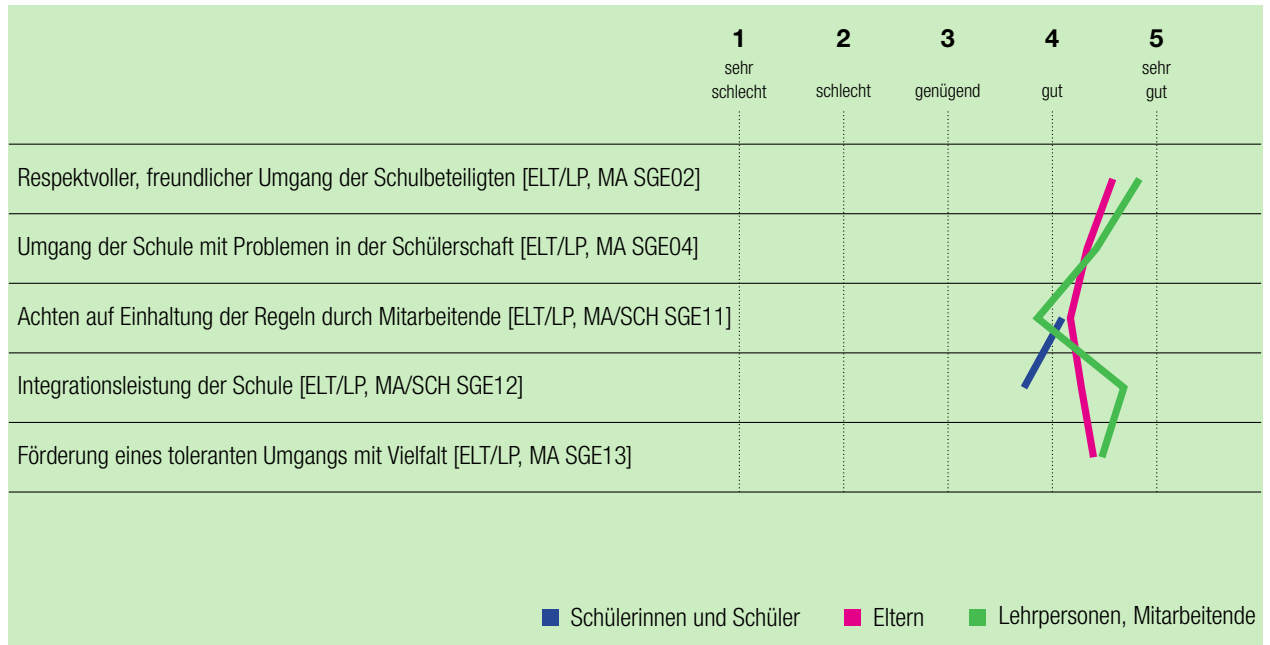 1 2 3 4 5
sehr schlecht schlecht genügend gut sehr gut
Respektvoller, freundlicher Umgang der Schulbeteiligten [ELT/LP, MA SGE02]
Umgang der Schule mit Problemen in der Schülerschaft [ELT/LP, MA SGE04]
Achten auf Einhaltung der Regeln durch Mitarbeitende [ELT/LP, MA/SCH SGE11]
Integrationsleistung der Schule [ELT/LP, MA/SCH SGE12]
Förderung eines toleranten Umgangs mit Vielfalt [ELT/LP, MA SGE13]
Schülerinnen und Schüler Eltern Lehrpersonen, Mitarbeitende